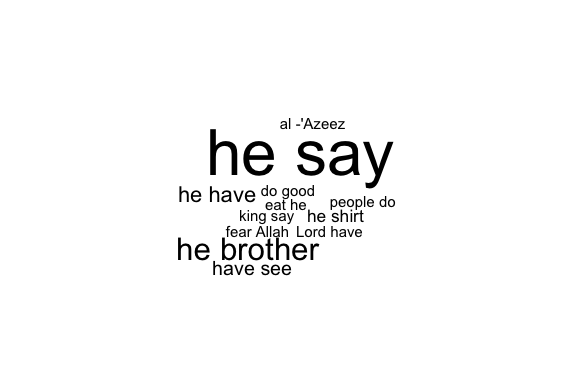 al -'Azeez
he say
he have
do good
eat he
people do
king say
he shirt
fear Allah
Lord have
he brother
have see